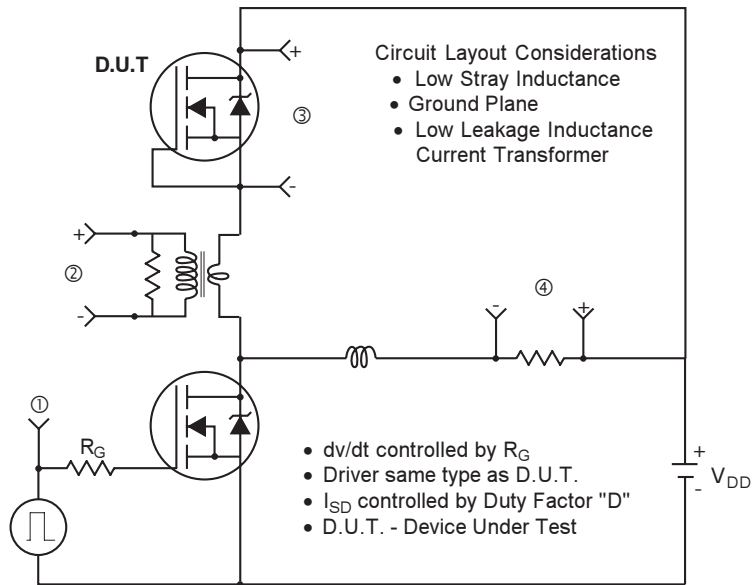 D.U.T
+
Circuit Layout Considerations
• Low Stray Inductance
③
• Ground Plane
• Low Leakage Inductance
Current Transformer
-
+
②
-
④
- +
①
R_G
• dv/dt controlled by R_G
• Driver same type as D.U.T.
• I_SD controlled by Duty Factor "D"
• D.U.T. - Device Under Test
+
V_DD
-